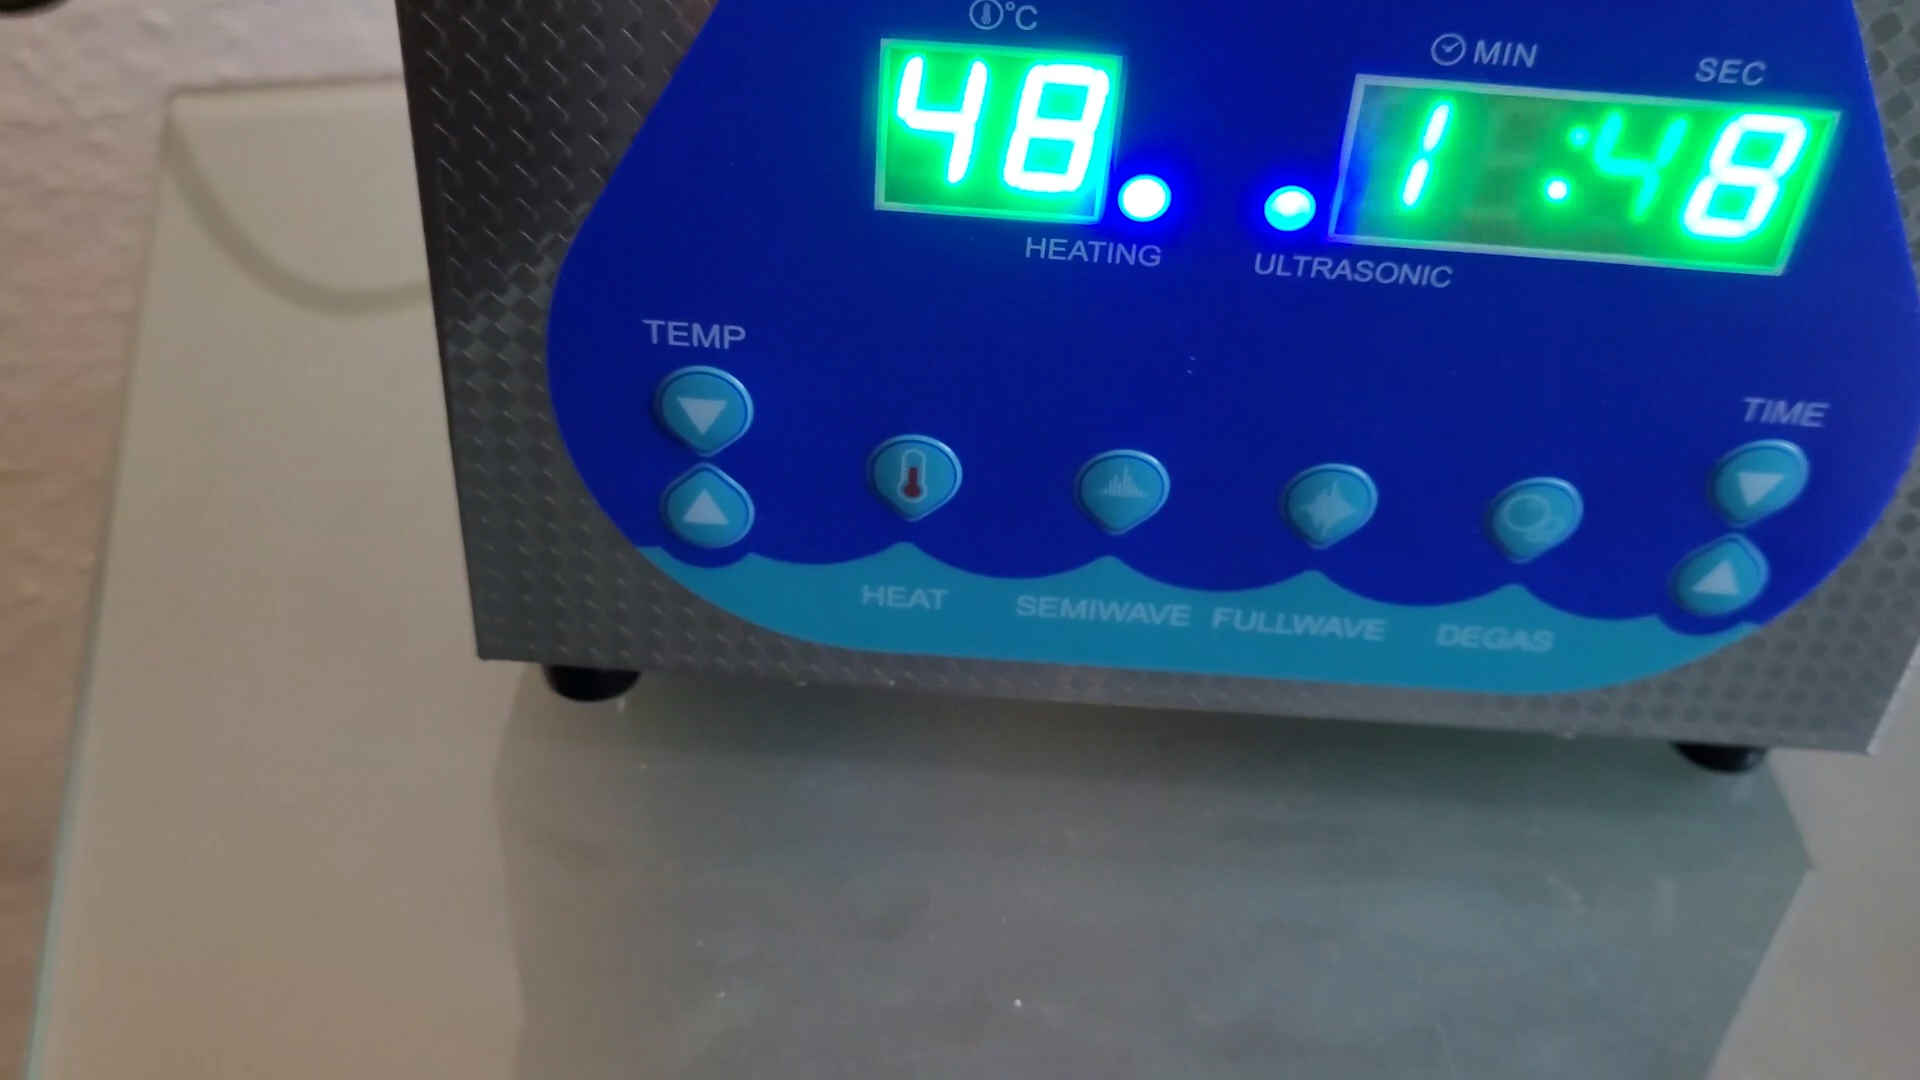 °C
48
MIN SEC
1 :48
HEATING
ULTRASONIC
TEMP
TIME
HEAT
SEMIWAVE
FULLWAVE
DEGAS